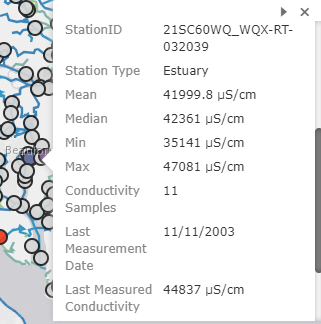 StationID 21SC60WQ_WQX-RT-
032039
Station Type Estuary
Mean 41999.8 µS/cm
Median 42361 µS/cm
Min 35141 µS/cm
Max 47081 µS/cm
Conductivity 11
Samples
Last 11/11/2003
Measurement
Date
Last Measured 44837 µS/cm
Conductivity